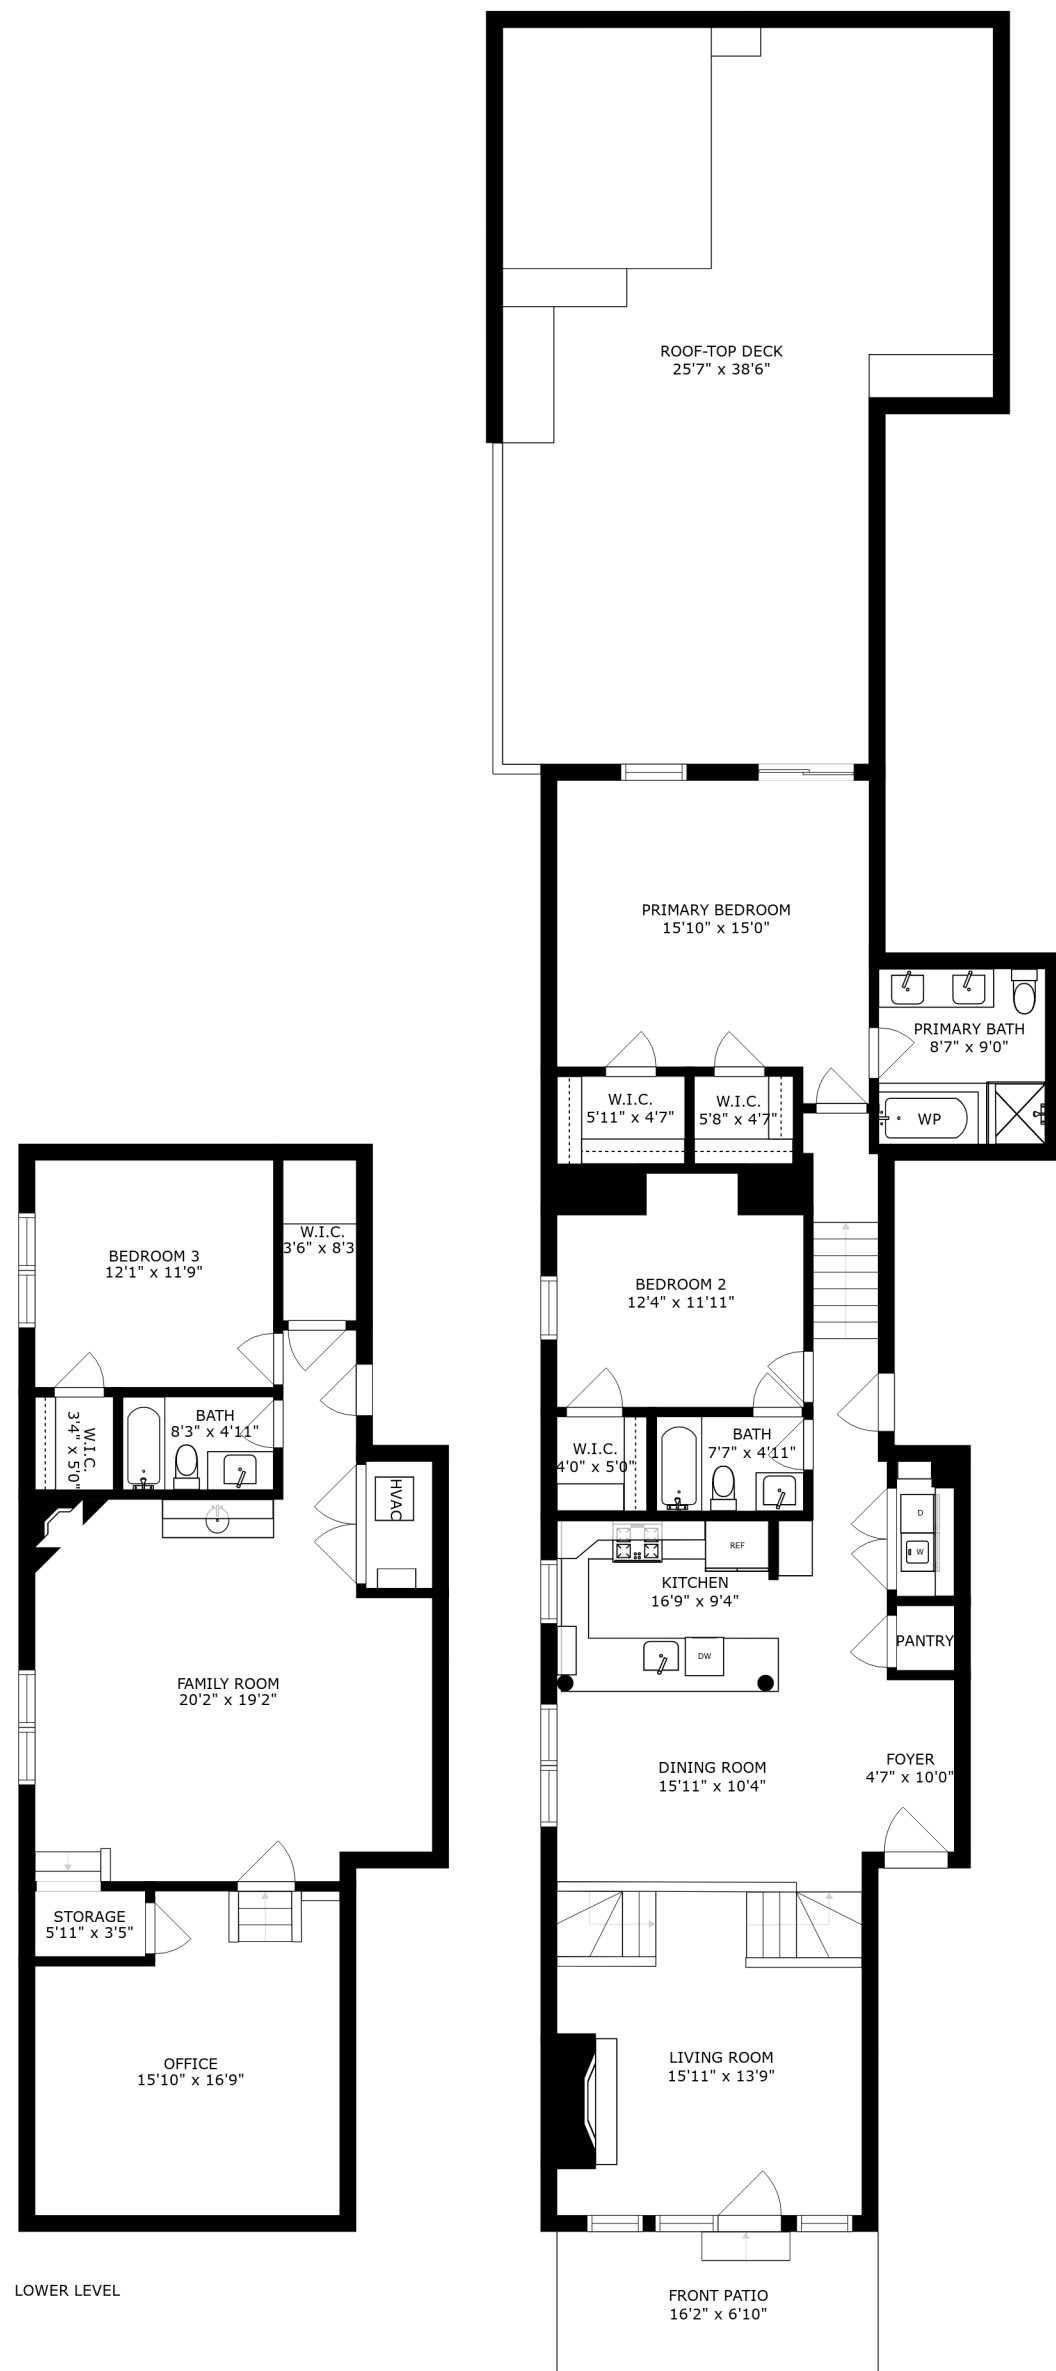 ROOF-TOP DECK
25'7" x 38'6"
PRIMARY BEDROOM
15'10" x 15'0"
PRIMARY BATH
8'7" x 9'0"
W.I.C.
5'11" x 4'7"
W.I.C.
5'8" x 4'7"
WP
BEDROOM 2
12'4" x 11'11"
W.I.C.
4'0" x 5'0"
BATH
7'7" x 4'11"
D
W
REF
KITCHEN
16'9" x 9'4"
DW
PANTRY
DINING ROOM
15'11" x 10'4"
FOYER
4'7" x 10'0"
LIVING ROOM
15'11" x 13'9"
FRONT PATIO
16'2" x 6'10"
BEDROOM 3
12'1" x 11'9"
W.I.C.
3'6" x 8'3
W.I.C.
3'4" x 5'0"
BATH
8'3" x 4'11"
HVAC
FAMILY ROOM
20'2" x 19'2"
STORAGE
5'11" x 3'5"
OFFICE
15'10" x 16'9"
LOWER LEVEL